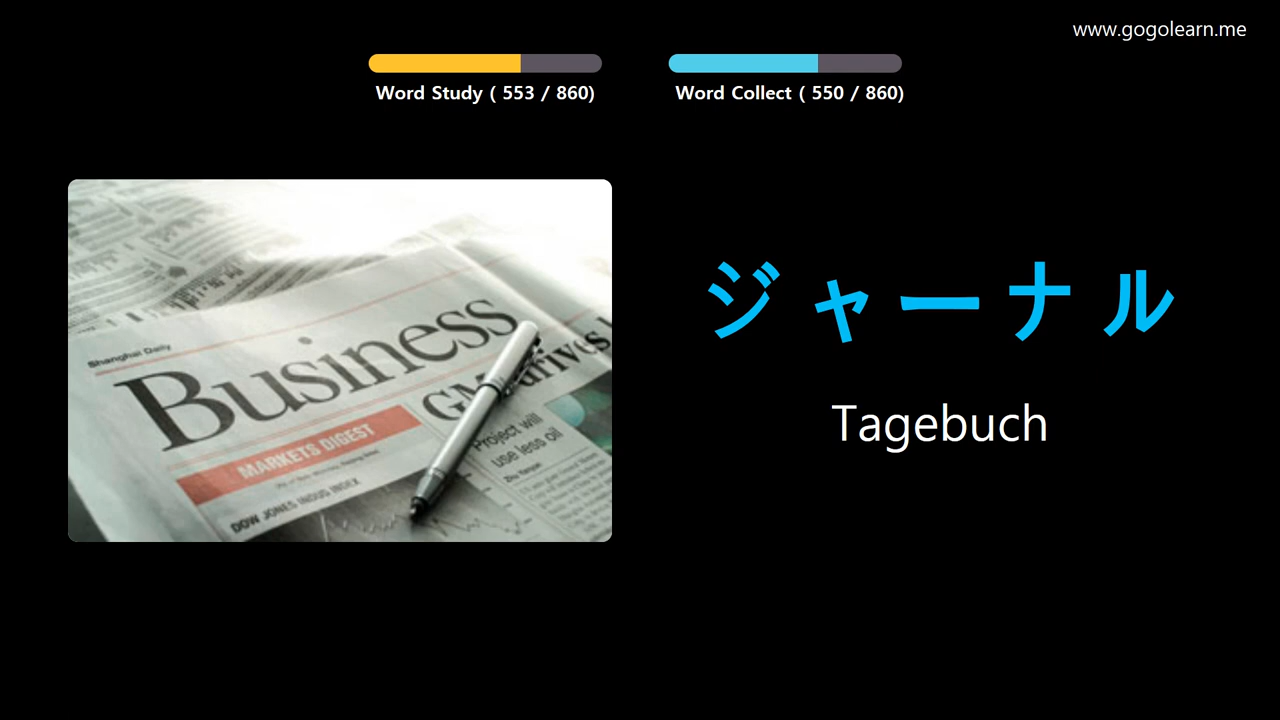 www.gogolearn.me
Word Study ( 553 / 860)
Word Collect ( 550 / 860)
ジャーナル
Tagebuch
Shanghai Daily
Business
GM drives
MARKETS DIGEST
Project will
use less oil
DOW JONES INDUS INDEX